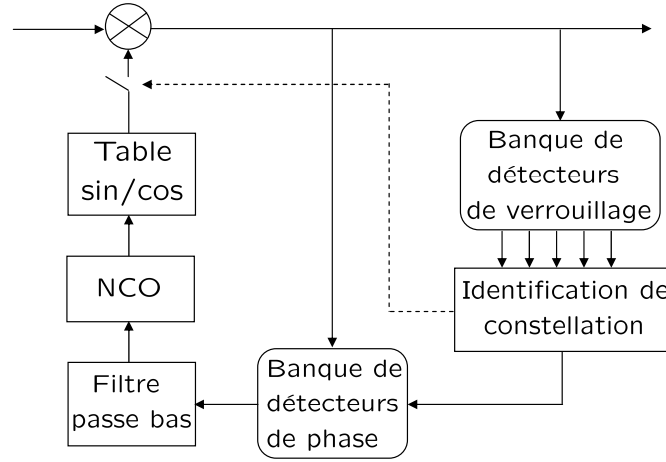 Table
sin/cos
Banque de
détecteurs
de verrouillage
NCO
Identification de
constellation
Filtre
passe bas
Banque de
détecteurs
de phase